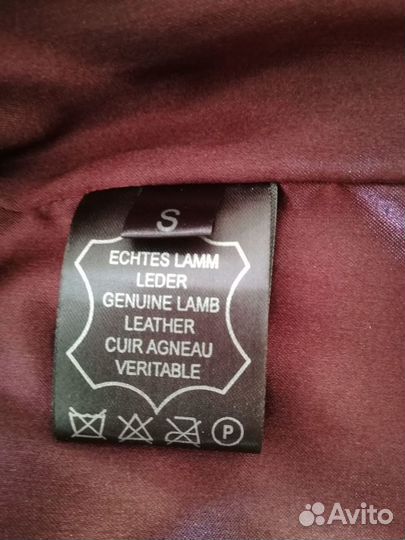 S
ECHTES LAMM
LEDER
GENUINE LAMB
LEATHER
CUIR AGNEAU
VERITABLE
P
Avito